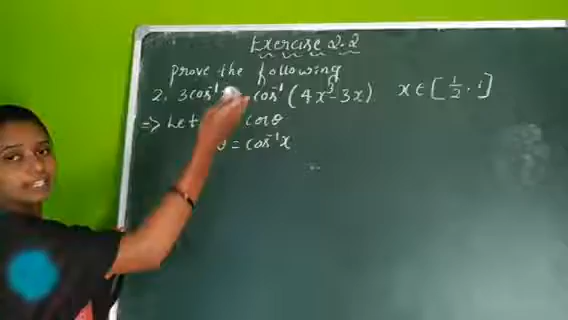 Exercise 2.2
Prove the following
2. 3cos⁻¹x = cos⁻¹(4x³-3x) x ∈ [1/2, 1]
=> Let cosθ
θ = cos⁻¹x